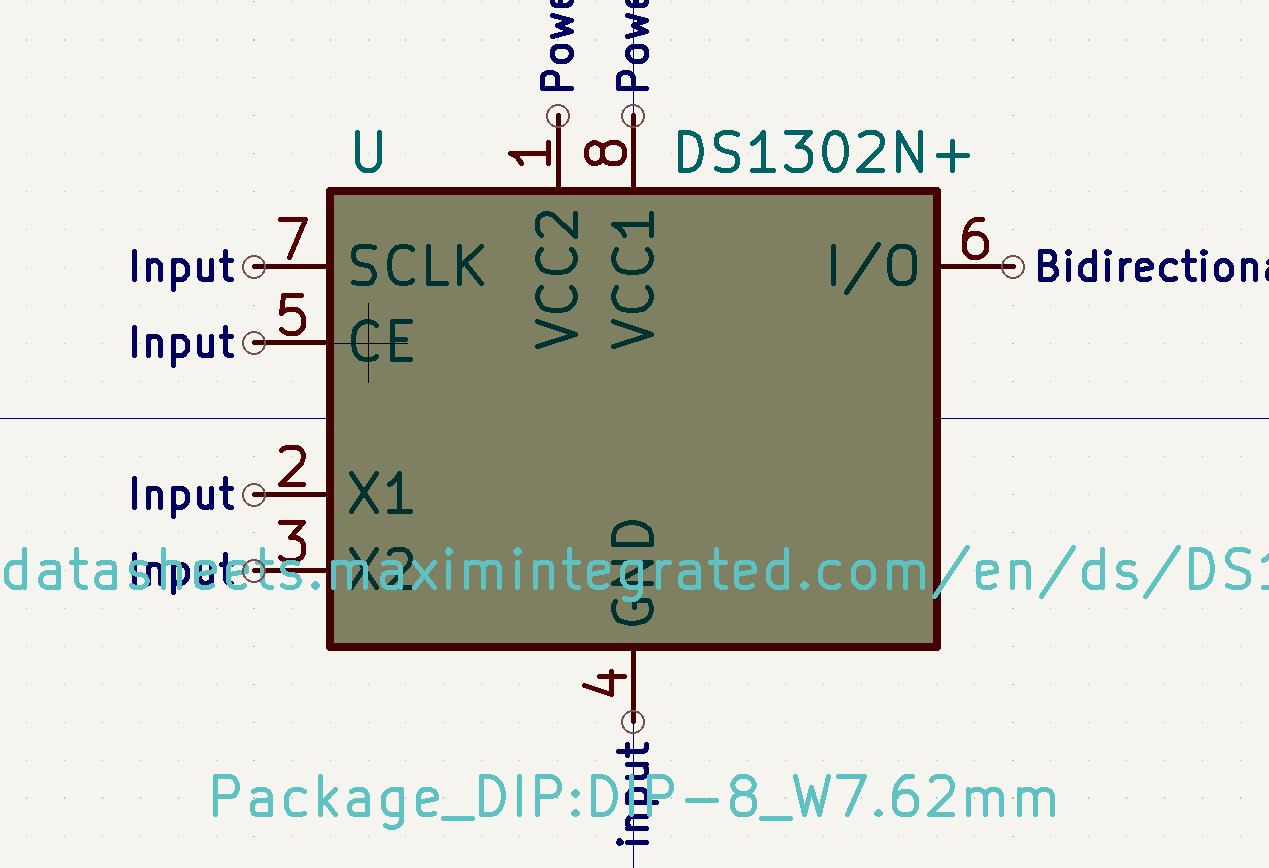 Powe
Powe
U
1
8
DS1302N+
7
Input
SCLK
VCC2
VCC1
I/O
6
Bidirectiona
5
Input
CE
2
Input
X1
3
Input
X2
datasheets.maximintegrated.com/en/ds/DS1
GND
4
input
Package_DIP:DIP-8_W7.62mm